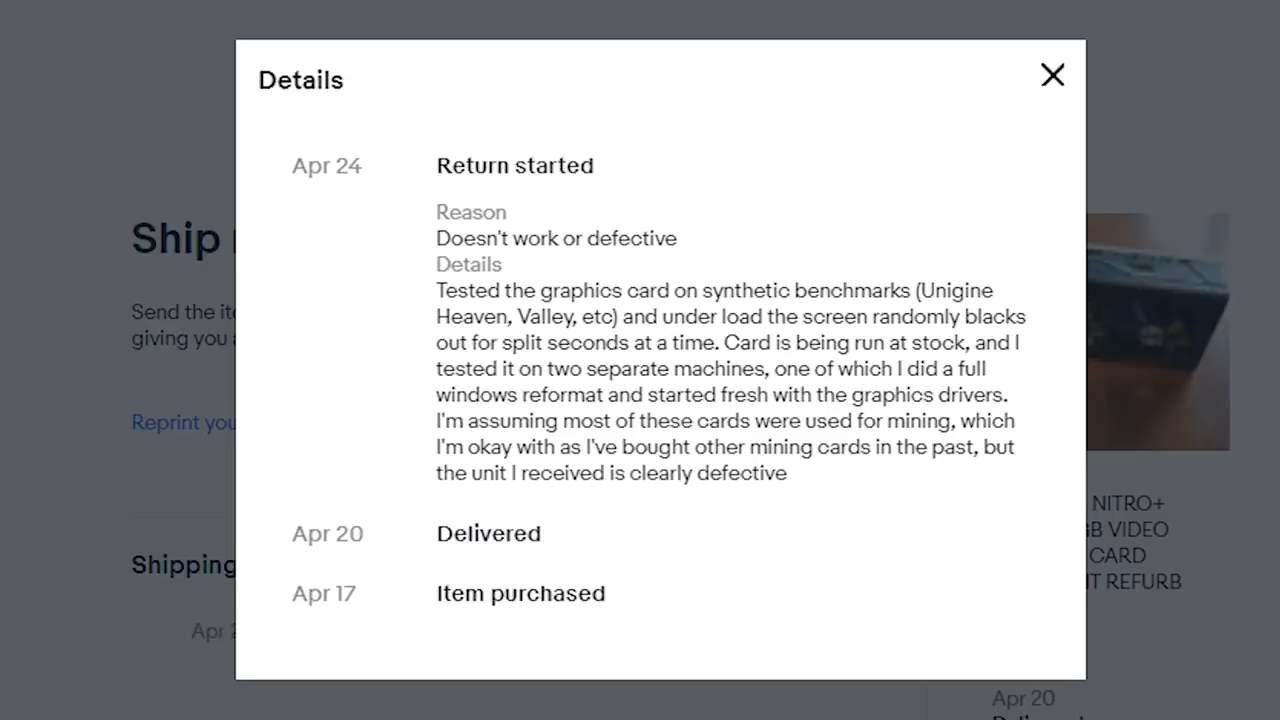 Details
Apr 24
Return started
Reason
Doesn't work or defective
Details
Tested the graphics card on synthetic benchmarks (Unigine
Heaven, Valley, etc) and under load the screen randomly blacks
out for split seconds at a time. Card is being run at stock, and I
tested it on two separate machines, one of which I did a full
windows reformat and started fresh with the graphics drivers.
I'm assuming most of these cards were used for mining, which
I'm okay with as I've bought other mining cards in the past, but
the unit I received is clearly defective
Apr 20
Delivered
Apr 17
Item purchased
Ship
Send the
giving you
Reprint
Shipping
Apr
NITRO+
VIDEO
CARD
REFURB
Apr 20